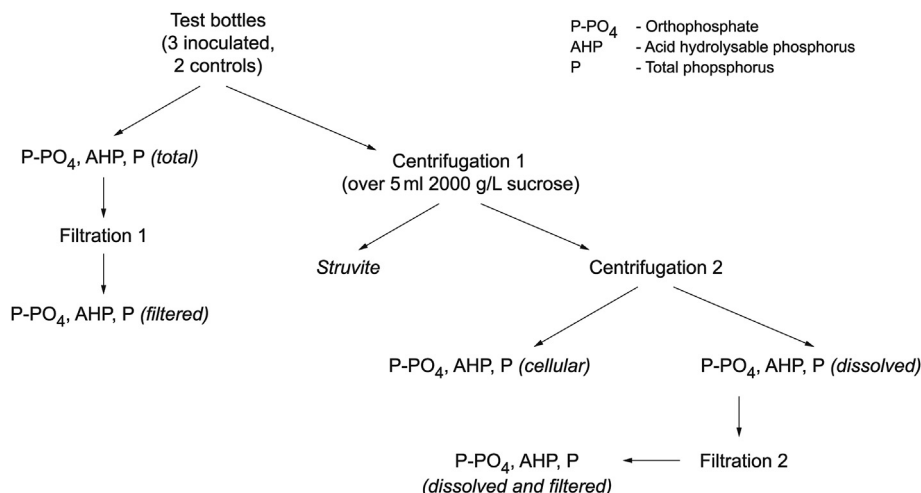 Test bottles
(3 inoculated,
2 controls)
P-PO4 - Orthophosphate
AHP - Acid hydrolysable phosphorus
P - Total phopsphorus
P-PO4, AHP, P (total)
Centrifugation 1
(over 5 ml 2000 g/L sucrose)
Filtration 1
Struvite
Centrifugation 2
P-PO4, AHP, P (filtered)
P-PO4, AHP, P (cellular)
P-PO4, AHP, P (dissolved)
P-PO4, AHP, P
(dissolved and filtered)
Filtration 2